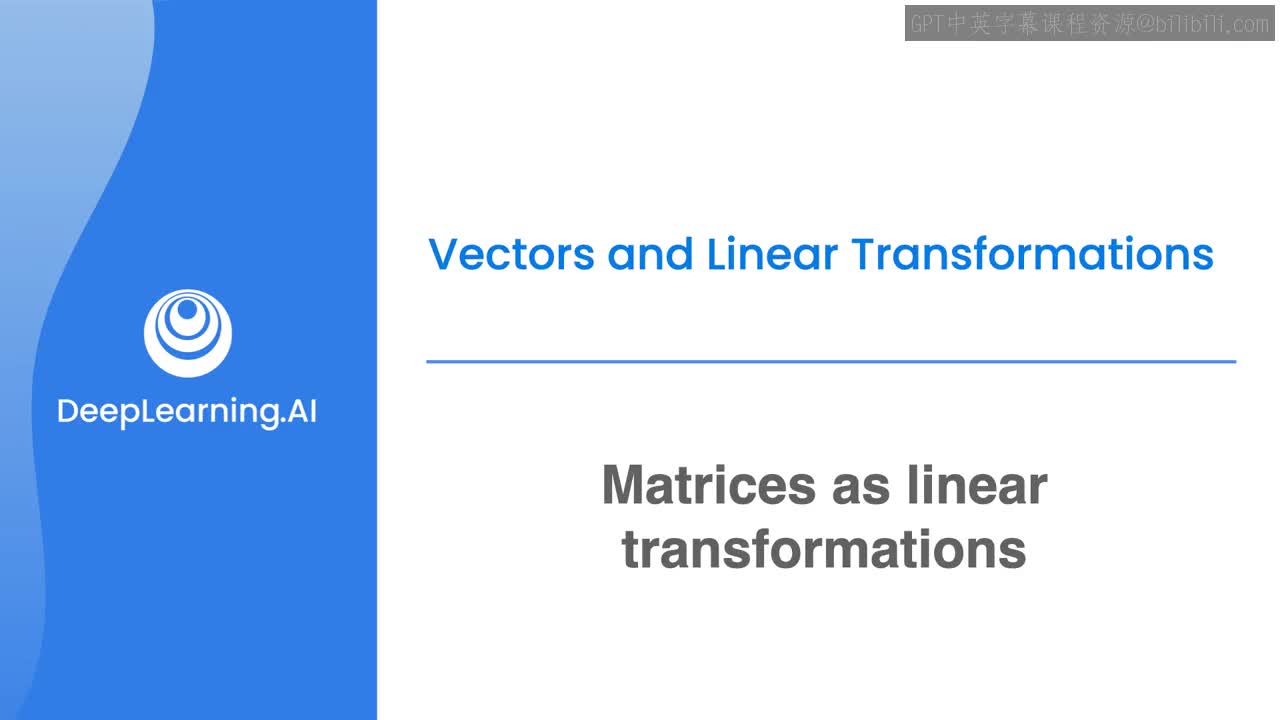 GPT中英字幕课程资源@bilibili.com
Vectors and Linear Transformations
DeepLearning.AI
Matrices as linear
transformations